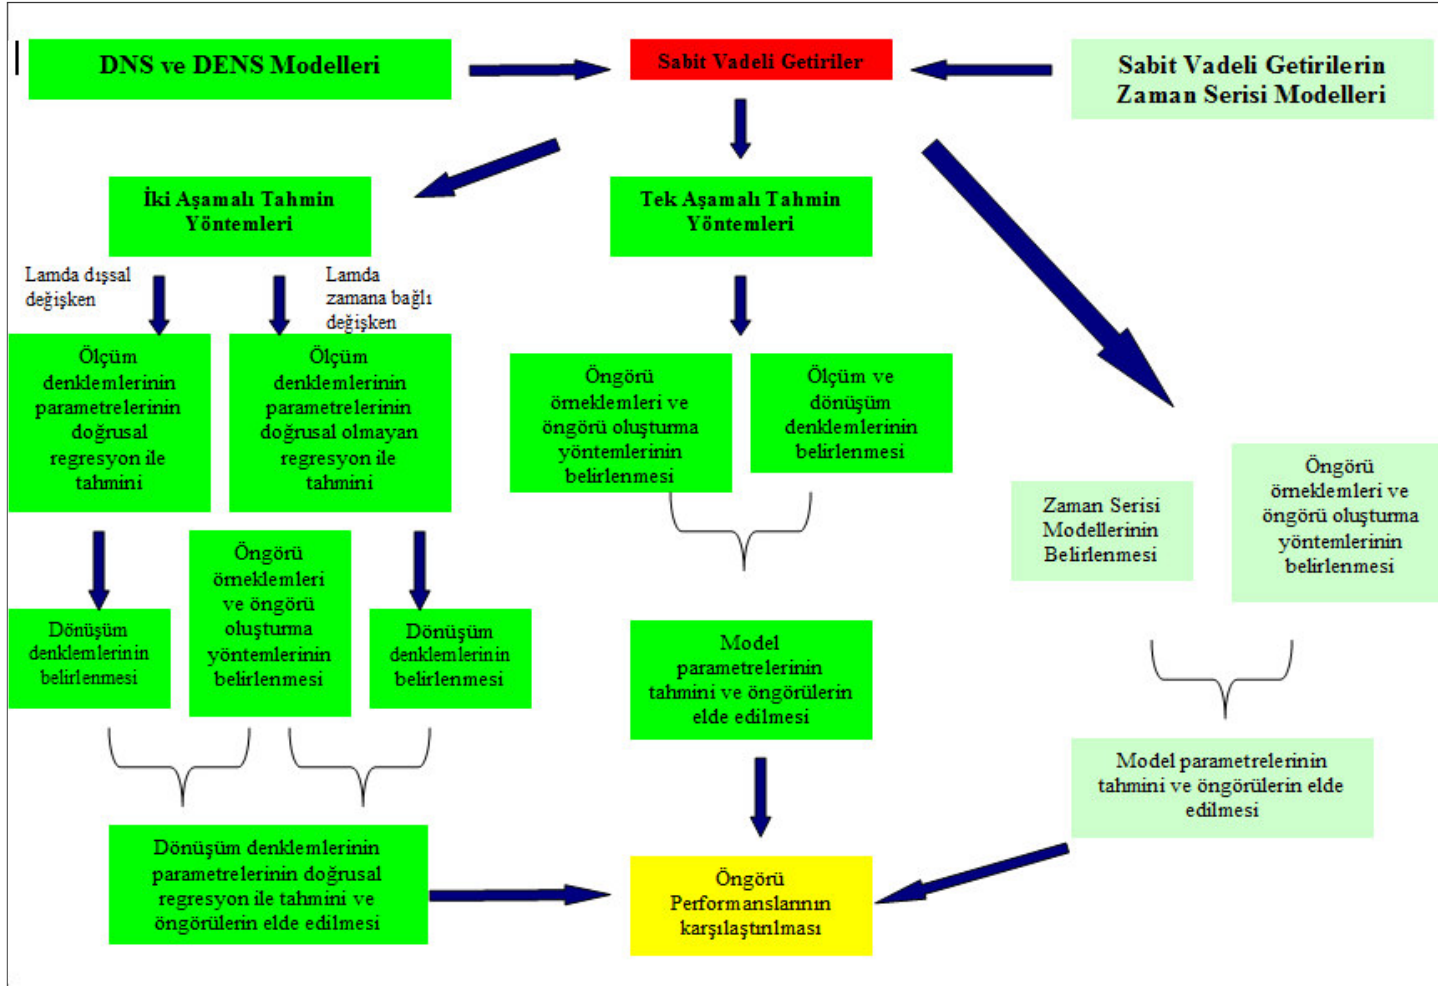 DNS ve DENS Modelleri
Sabit Vadeli Getiriler
Sabit Vadeli Getirilerin
Zaman Serisi Modelleri
İki Aşamalı Tahmin
Yöntemleri
Tek Aşamalı Tahmin
Yöntemleri
Lamda dışsal
değişken
Lamda
zamana bağlı
değişken
Ölçüm
denklemlerinin
parametrelerinin
doğrusal
regresyon ile
tahmini
Ölçüm
denklemlerinin
parametrelerinin
doğrusal olmayan
regresyon ile
tahmini
Öngörü
örneklemleri ve
öngörü oluşturma
yöntemlerinin
belirlenmesi
Ölçüm ve
dönüşüm
denklemlerinin
belirlenmesi
Zaman Serisi
Modellerinin
Belirlenmesi
Öngörü
örneklemleri ve
öngörü oluşturma
yöntemlerinin
belirlenmesi
Dönüşüm
denklemlerinin
belirlenmesi
Öngörü
örneklemleri
ve öngörü
oluşturma
yöntemlerinin
belirlenmesi
Dönüşüm
denklemlerinin
belirlenmesi
Model
parametrelerinin
tahmini ve öngörülerin
elde edilmesi
Model parametrelerinin
tahmini ve öngörülerin elde
edilmesi
Dönüşüm denklemlerinin
parametrelerinin doğrusal
regresyon ile tahmini ve
öngörülerin elde edilmesi
Öngörü
Performanslarının
karşılaştırılması